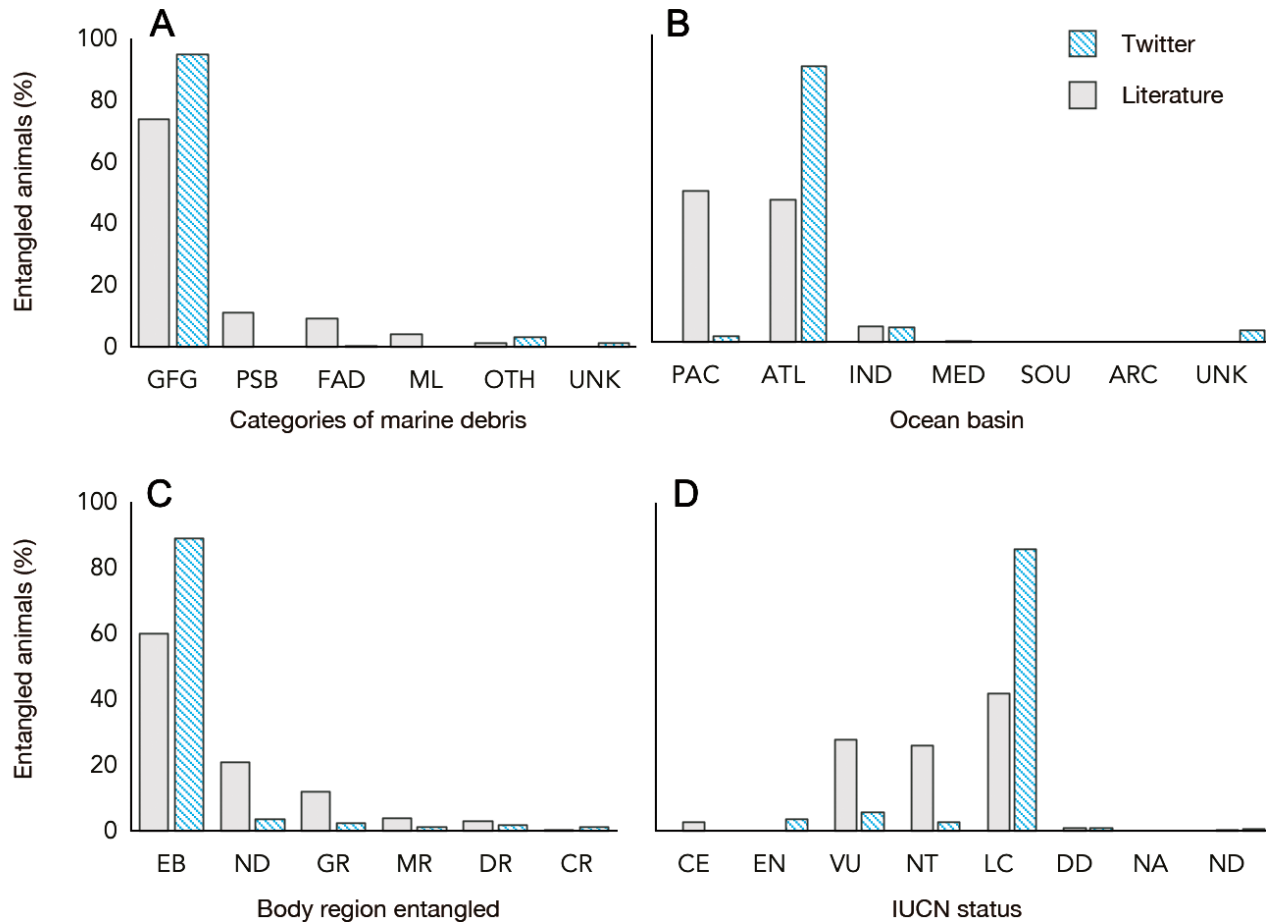 A
B
Twitter
Literature
Entangled animals (%)
100
80
60
40
20
0
GFG PSB FAD ML OTH UNK
Categories of marine debris
PAC ATL IND MED SOU ARC UNK
Ocean basin
C
D
Entangled animals (%)
100
80
60
40
20
0
EB ND GR MR DR CR
Body region entangled
CE EN VU NT LC DD NA ND
IUCN status